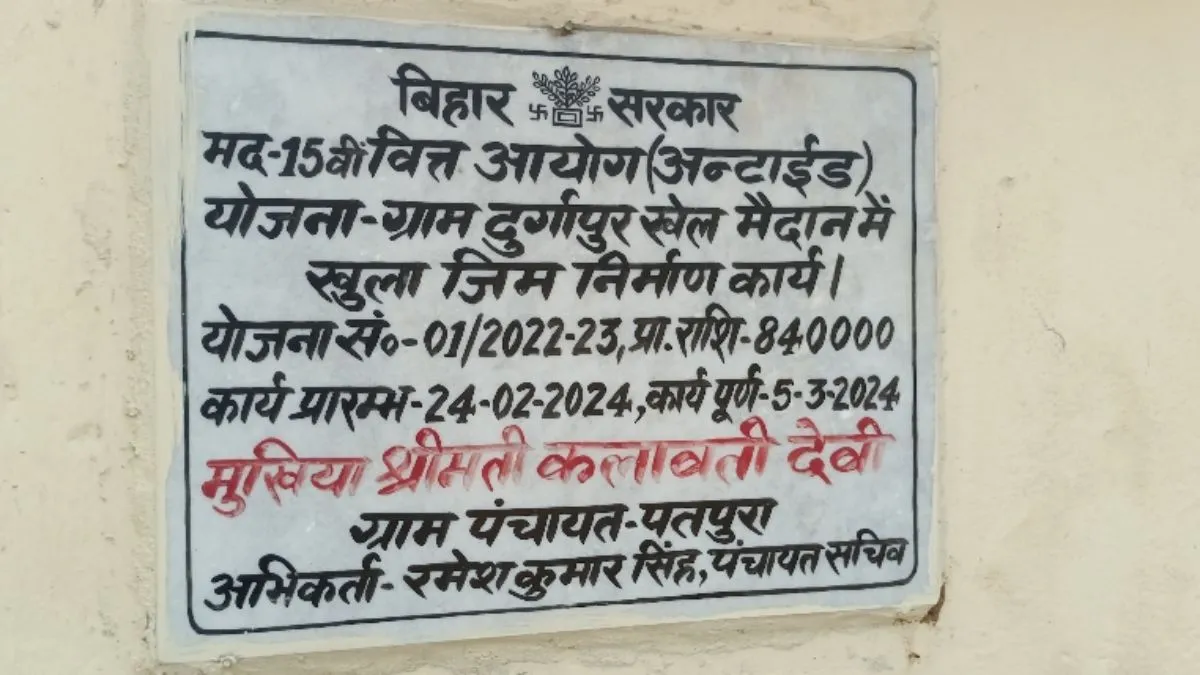 बिहार सरकार
मद-15वीं वित्त आयोग (अन्टाईड)
योजना-ग्राम दुर्गापुर खेल मैदान में
खुला जिम निर्माण कार्य।
योजना सं०-01/2022-23, प्रा. राशि-840000
कार्य प्रारम्भ-24-02-2024, कार्य पूर्ण-5-3-2024
मुखिया श्रीमती कलावती देवी
ग्राम पंचायत-पतपुरा
अभिकर्ता- रमेश कुमार सिंह, पंचायत सचिव